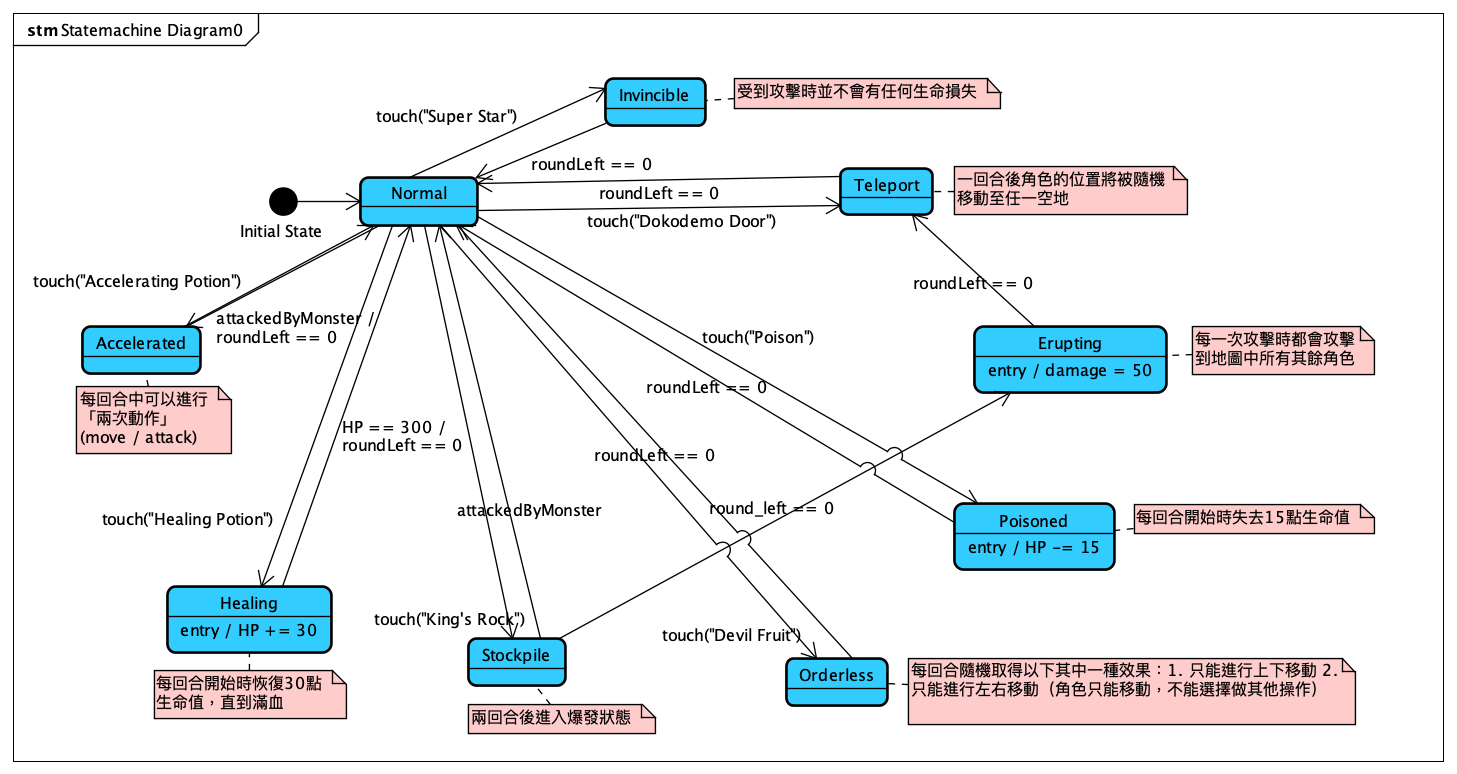 stm Statemachine Diagram0
Invincible
受到攻擊時並不會有任何生命損失
touch("Super Star")
roundLeft == 0
Normal
Teleport
一回合後角色的位置將被隨機
移動至任一空地
roundLeft == 0
touch("Dokodemo Door")
Initial State
touch("Accelerating Potion")
roundLeft == 0
attackedByMonster /
roundLeft == 0
Accelerated
touch("Poison")
Erupting
entry / damage = 50
每一次攻擊時都會攻擊
到地圖中所有其餘角色
每回合中可以進行
「兩次動作」
(move / attack)
roundLeft == 0
HP == 300 /
roundLeft == 0
roundLeft == 0
touch("Healing Potion")
attackedByMonster
round_left == 0
Poisoned
entry / HP -= 15
每回合開始時失去15點生命值
Healing
entry / HP += 30
touch("King's Rock")
touch("Devil Fruit")
Stockpile
Orderless
每回合隨機取得以下其中一種效果：1. 只能進行上下移動 2.
只能進行左右移動（角色只能移動，不能選擇做其他操作）
每回合開始時恢復30點
生命值，直到滿血
兩回合後進入爆發狀態